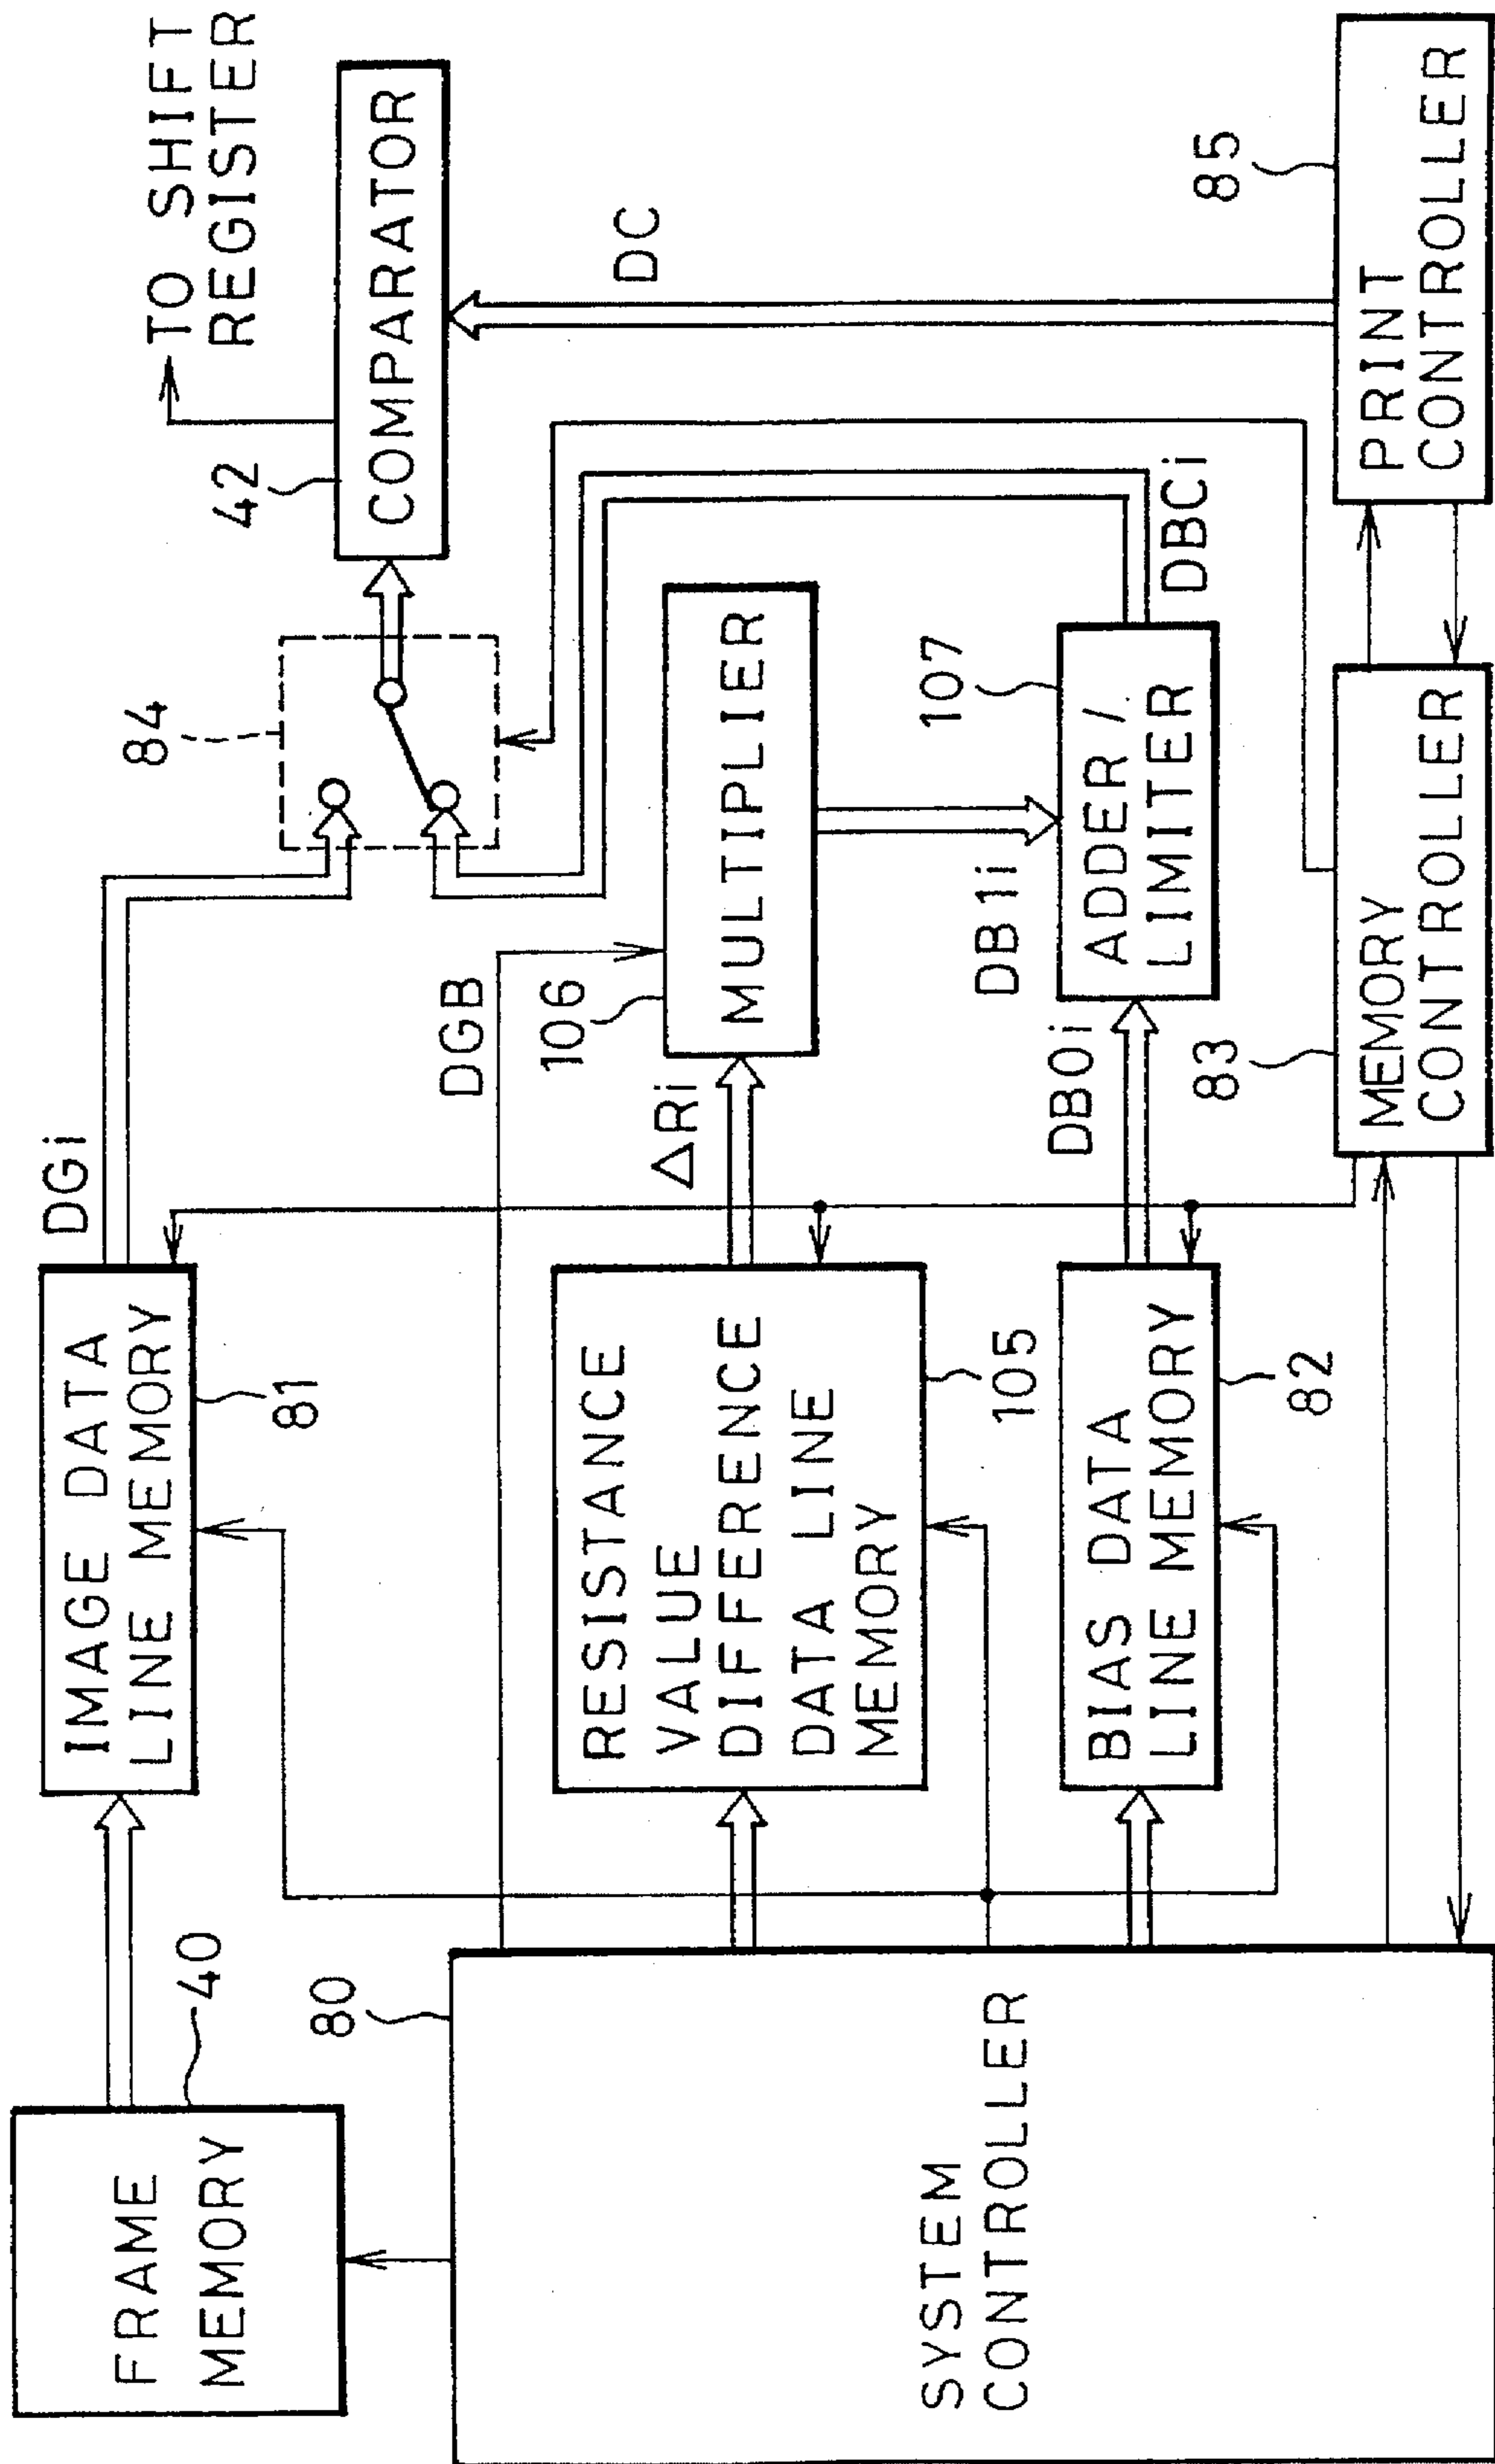 FRAME
MEMORY
40
IMAGE DATA
LINE MEMORY
81
DGi
84
42
COMPARATOR
TO SHIFT
REGISTER
80
SYSTEM
CONTROLLER
RESISTANCE
VALUE
DIFFERENCE
DATA LINE
MEMORY
105
ΔRi
DGB
106
MULTIPLIER
DB1i
BIAS DATA
LINE MEMORY
82
DB0i
107
ADDER /
LIMITER
DBCi
DC
83
MEMORY
CONTROLLER
85
PRINT
CONTROLLER